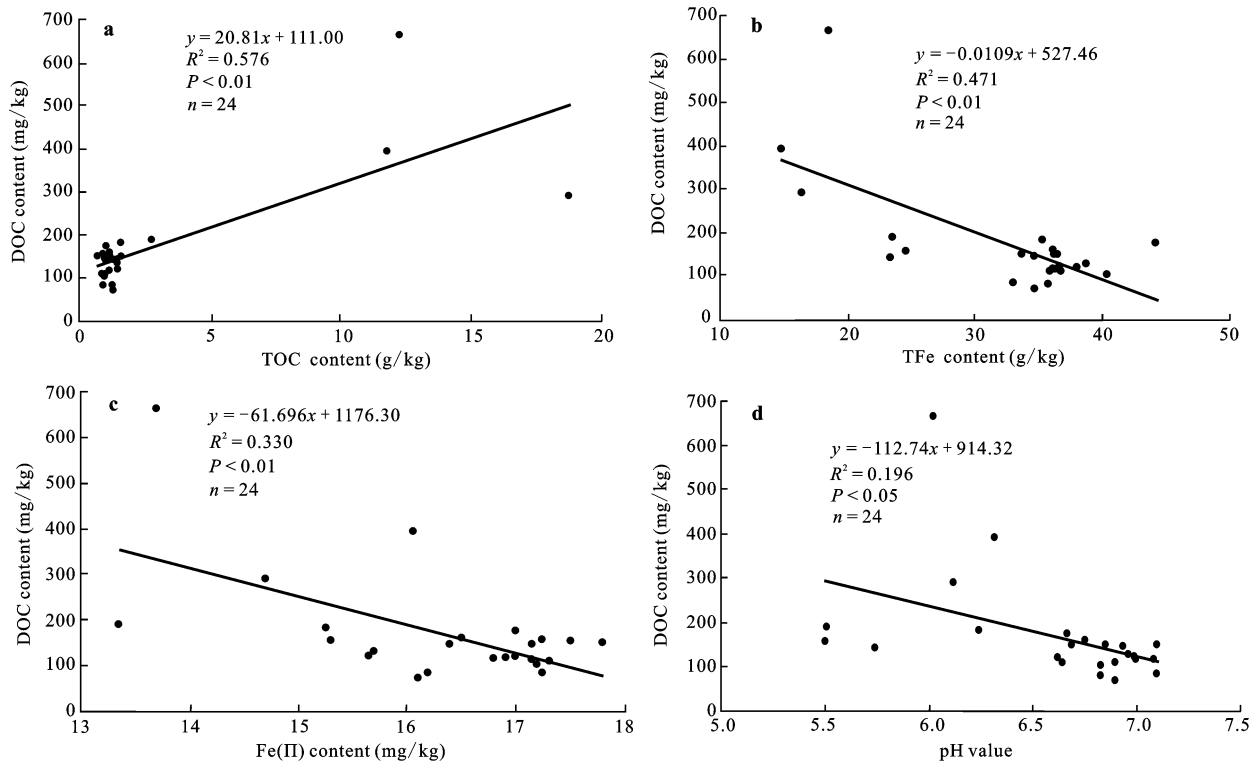 a
y = 20.81x + 111.00
R² = 0.576
P < 0.01
n = 24
DOC content (mg/kg)
700
600
500
400
300
200
100
0
0 5 10 15 20
TOC content (g/kg)
b
y = −0.0109x + 527.46
R² = 0.471
P < 0.01
n = 24
DOC content (mg/kg)
700
600
500
400
300
200
100
0
10 20 30 40 50
TFe content (g/kg)
c
y = −61.696x + 1176.30
R² = 0.330
P < 0.01
n = 24
DOC content (mg/kg)
700
600
500
400
300
200
100
0
13 14 15 16 17 18
Fe(Π) content (mg/kg)
d
y = −112.74x + 914.32
R² = 0.196
P < 0.05
n = 24
DOC content (mg/kg)
700
600
500
400
300
200
100
0
5.0 5.5 6.0 6.5 7.0 7.5
pH value